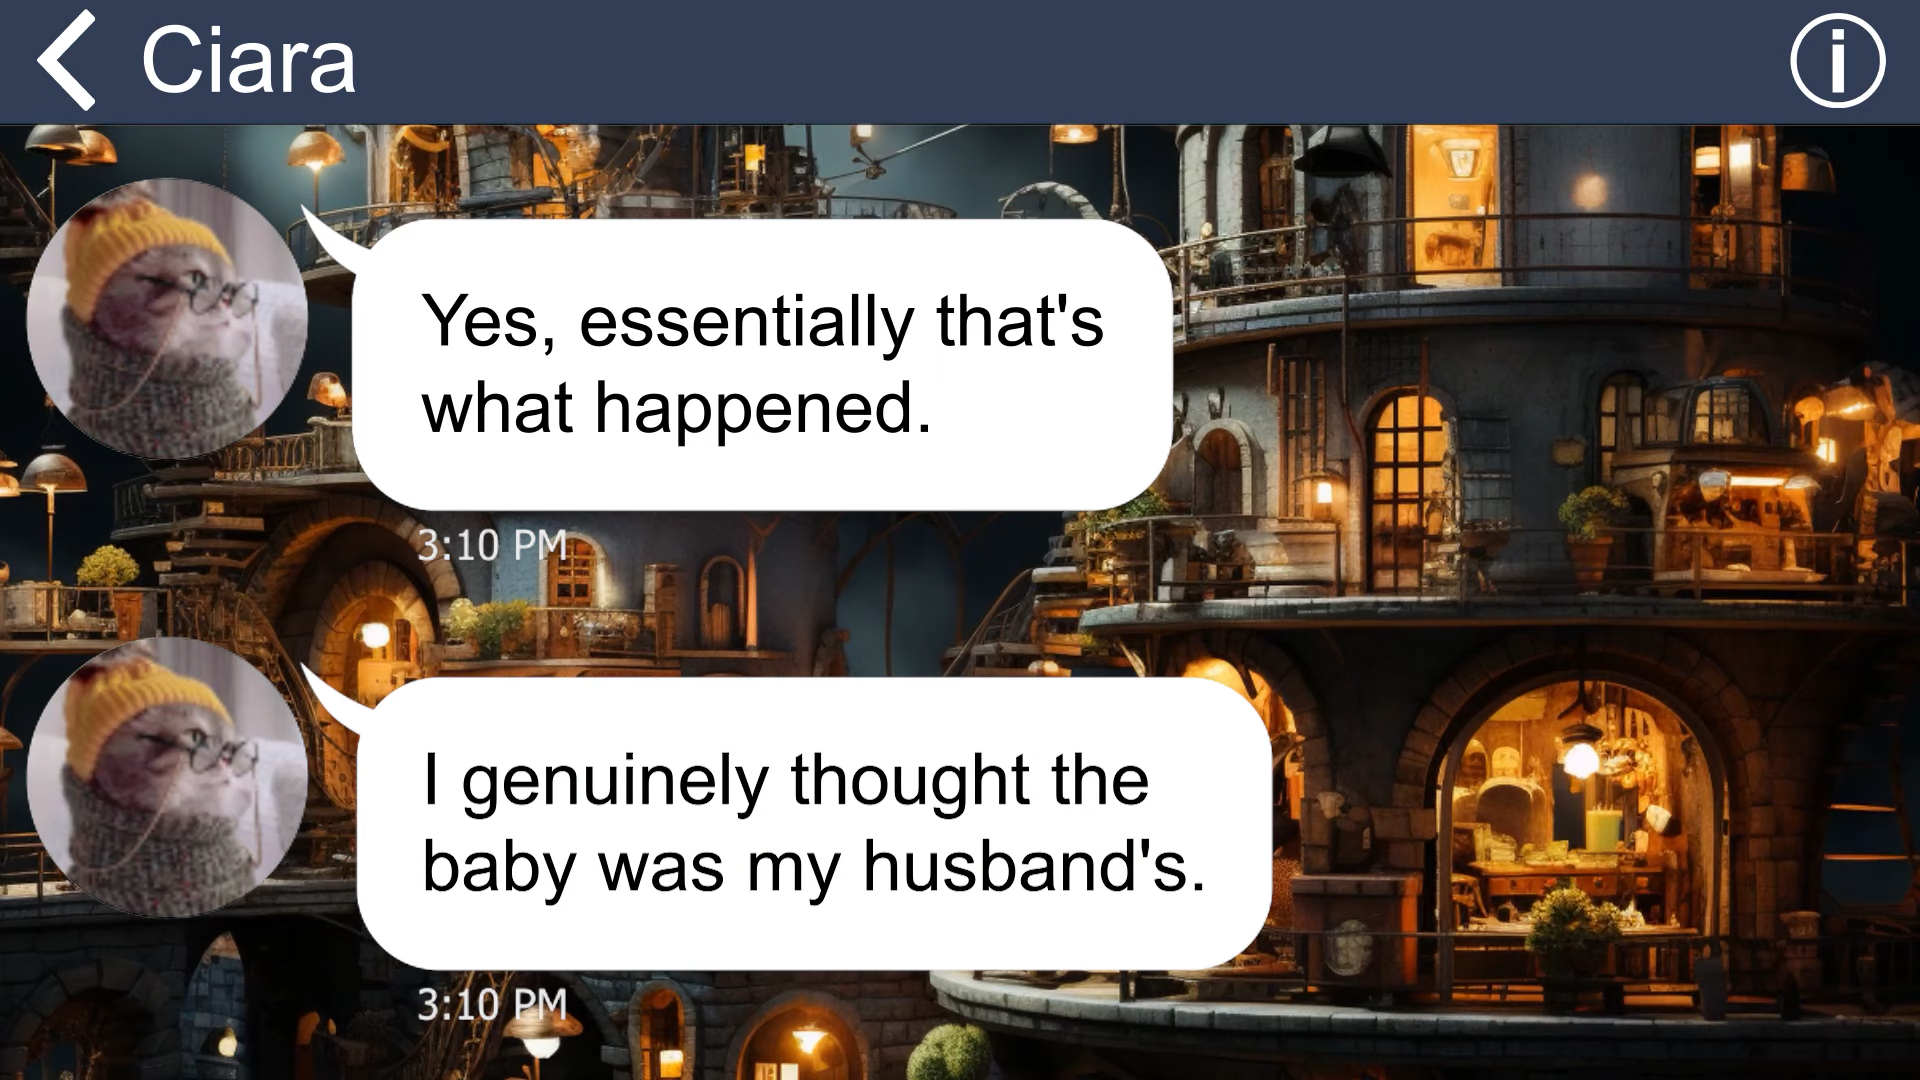 Ciara
Yes, essentially that's
what happened.
3:10 PM
I genuinely thought the
baby was my husband's.
3:10 PM